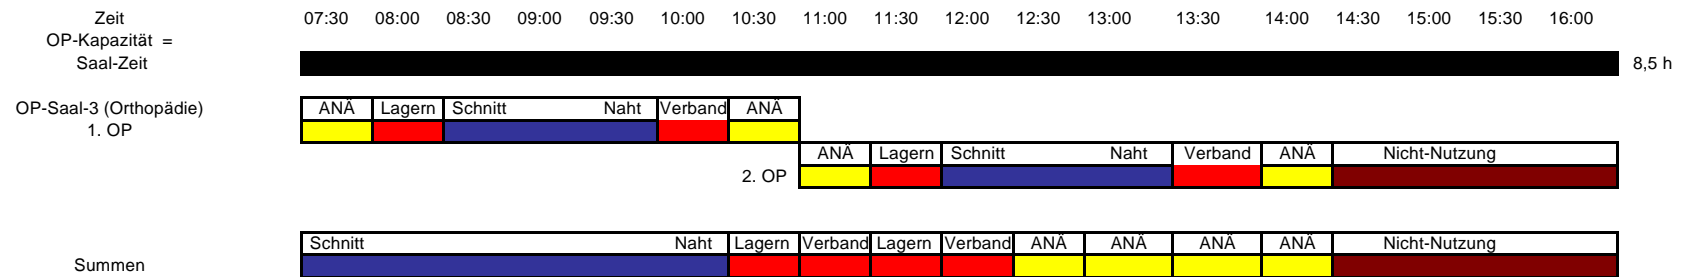 Zeit 07:30 08:00 08:30 09:00 09:30 10:00 10:30 11:00 11:30 12:00 12:30 13:00 13:30 14:00 14:30 15:00 15:30 16:00
OP-Kapazität =
Saal-Zeit 8,5 h
OP-Saal-3 (Orthopädie) ANÄ Lagern Schnitt Naht Verband ANÄ
1. OP
ANÄ Lagern Schnitt Naht Verband ANÄ Nicht-Nutzung
2. OP
Schnitt Naht Lagern Verband Lagern Verband ANÄ ANÄ ANÄ ANÄ Nicht-Nutzung
Summen